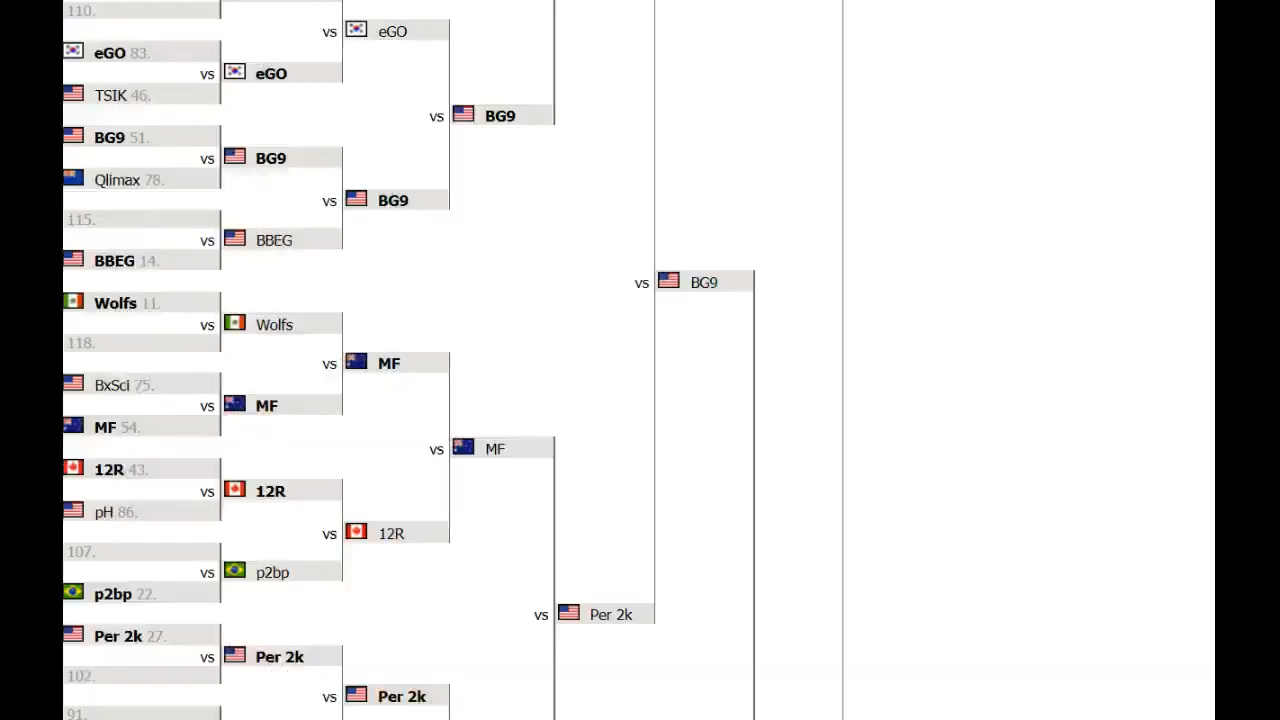 110.
vs eGO
eGO 83.
vs eGO
TSIK 46.
vs BG9
BG9 51.
vs BG9
Qlimax 78.
vs BG9
115.
vs BBEG
BBEG 14.
vs BG9
Wolfs 11.
vs Wolfs
118.
vs MF
BxSci 75.
vs MF
MF 54.
vs MF
12R 43.
vs 12R
pH 86.
vs 12R
107.
vs p2bp
p2bp 22.
vs Per 2k
Per 2k 27.
vs Per 2k
102.
vs Per 2k
91.